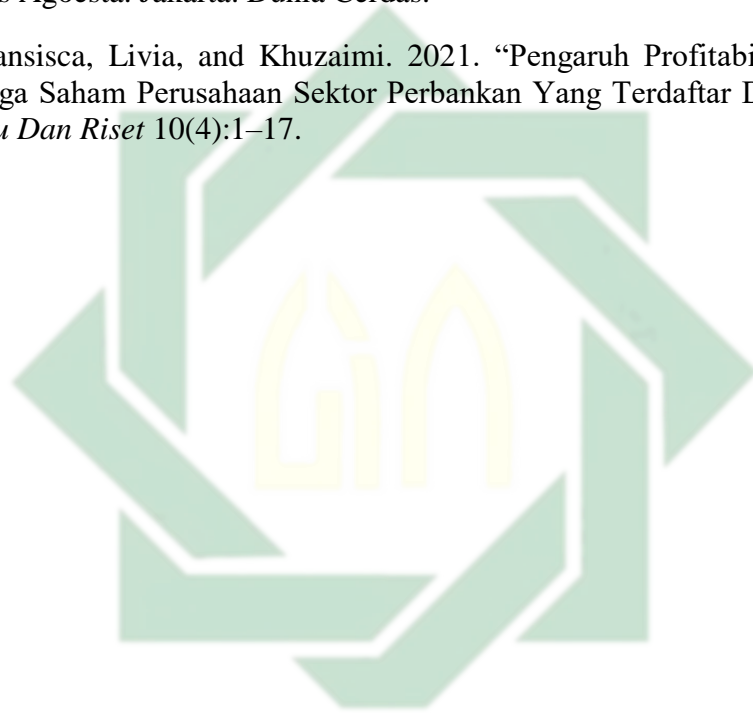 s Agoesta. Jakarta: Dunia Cerdas.
ansisca, Livia, and Khuzaimi. 2021. “Pengaruh Profitabi
ga Saham Perusahaan Sektor Perbankan Yang Terdaftar D
u Dan Riset 10(4):1–17.